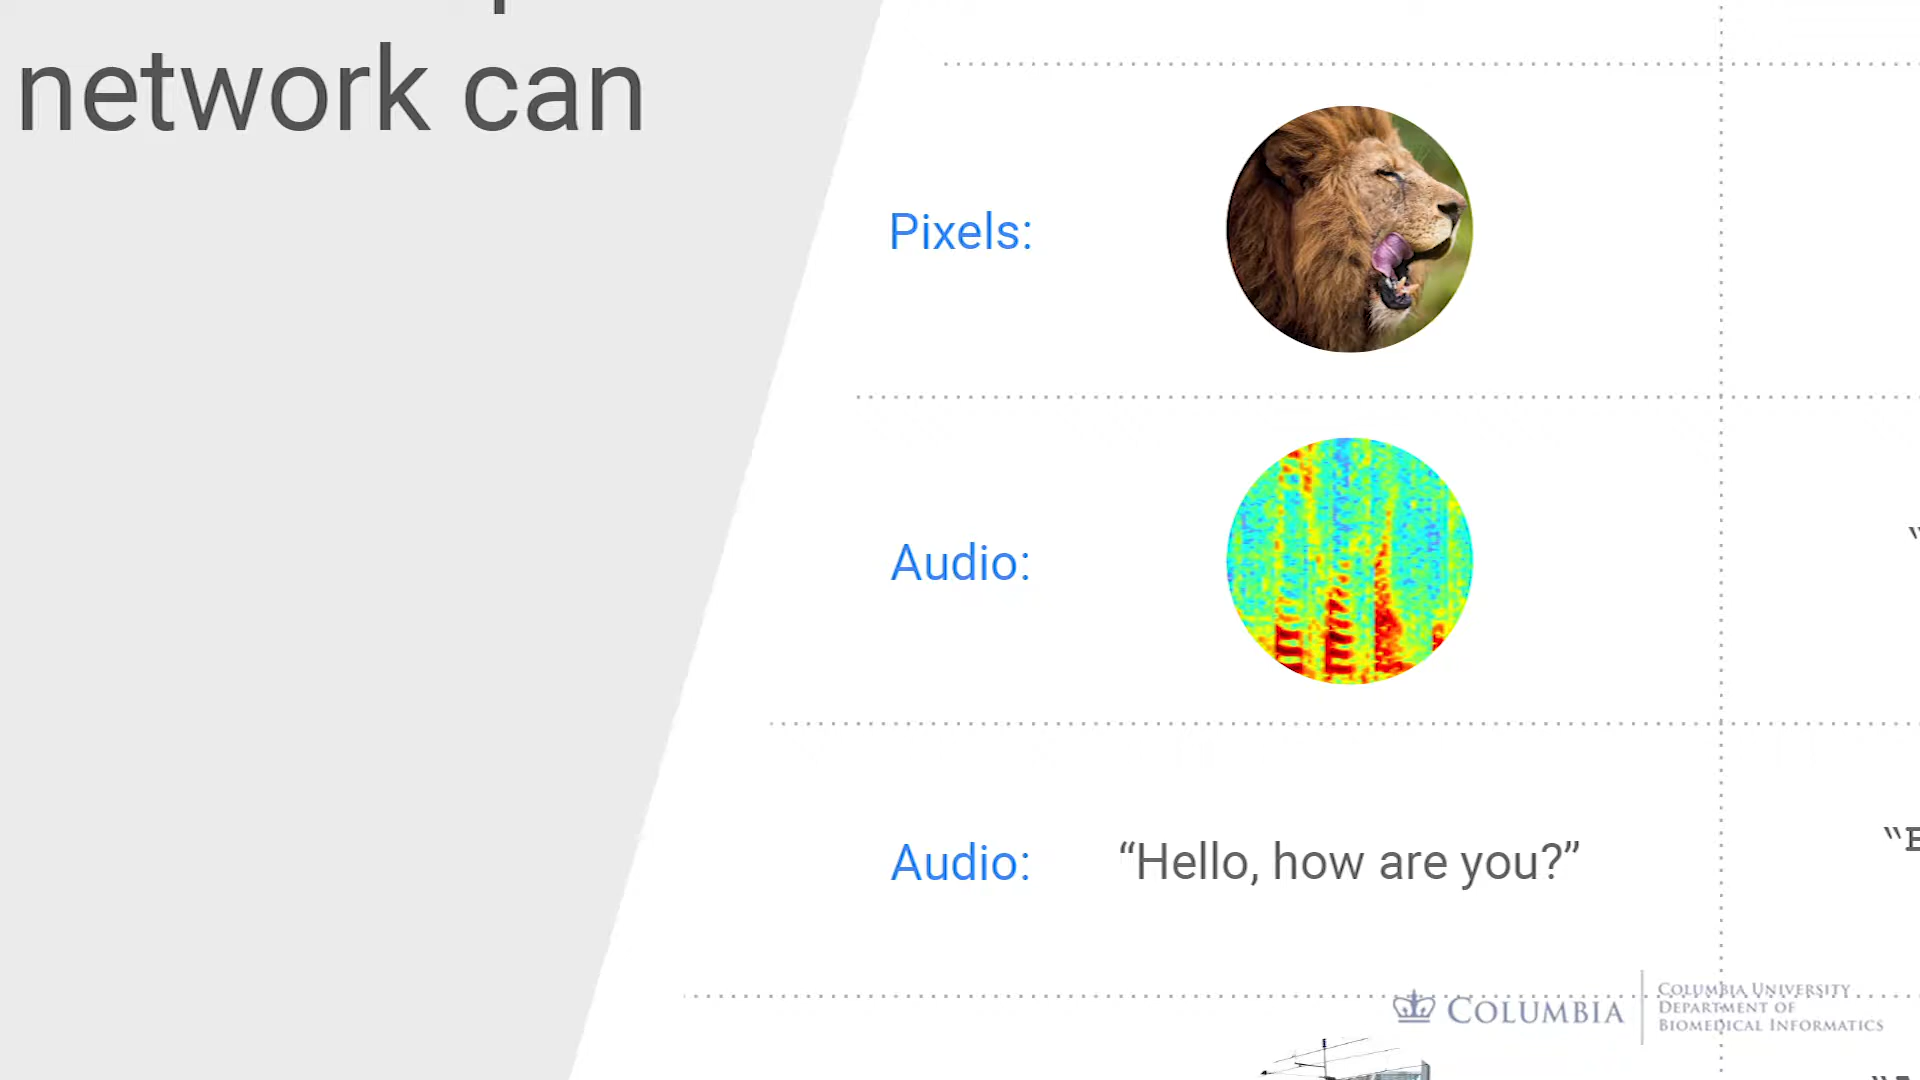 network can
Pixels:
Audio:
Audio: “Hello, how are you?”
COLUMBIA
COLUMBIA UNIVERSITY
DEPARTMENT OF
BIOMEDICAL INFORMATICS